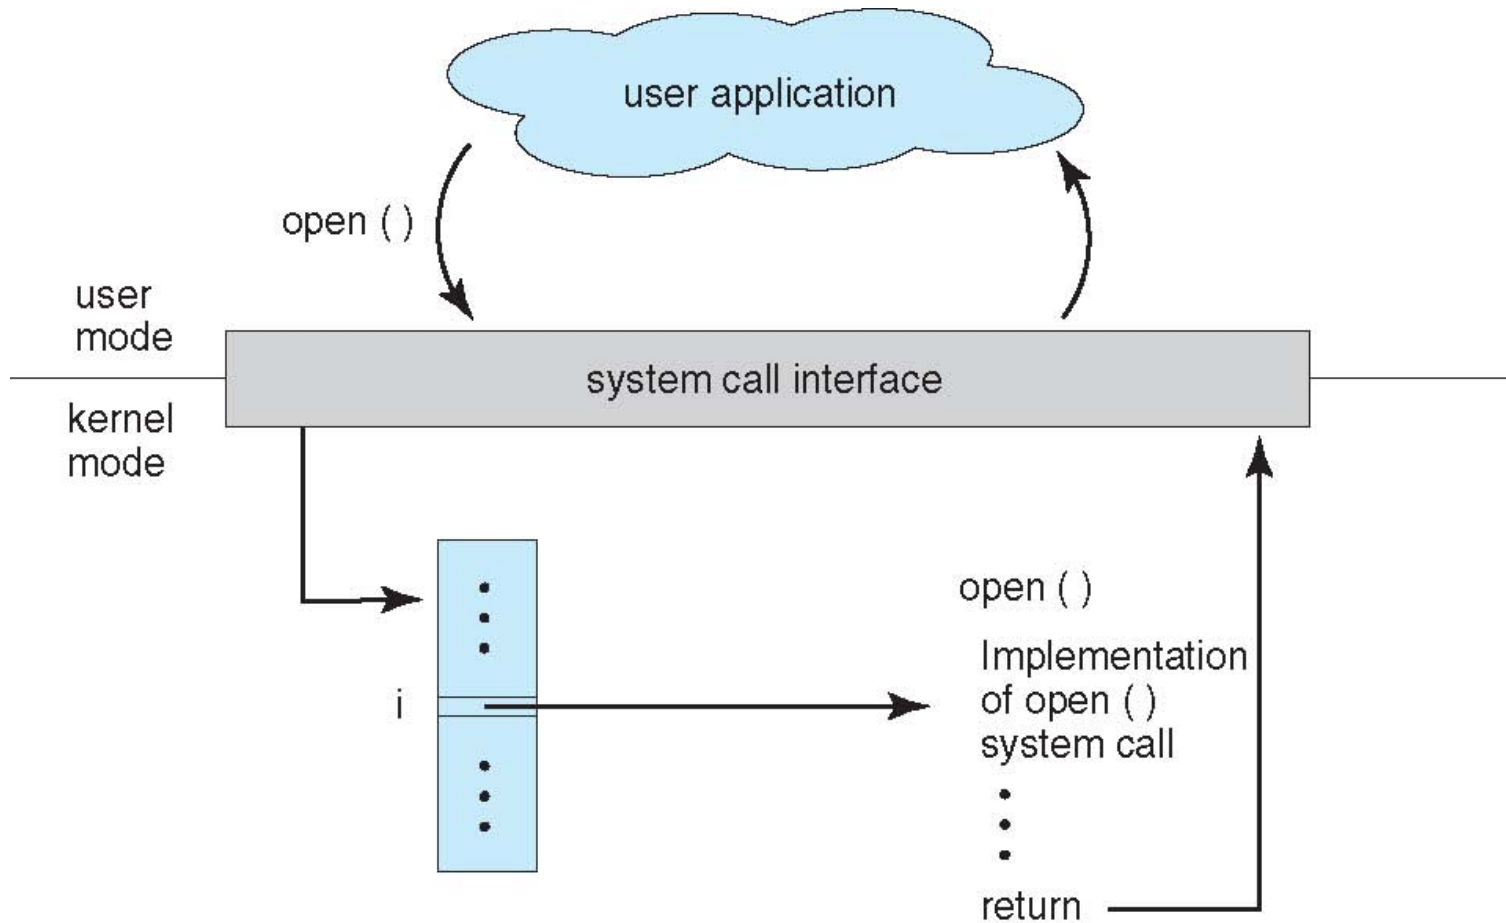 user application
open ( )
user
mode
system call interface
kernel
mode
open ( )
i
Implementation
of open ( )
system call
return